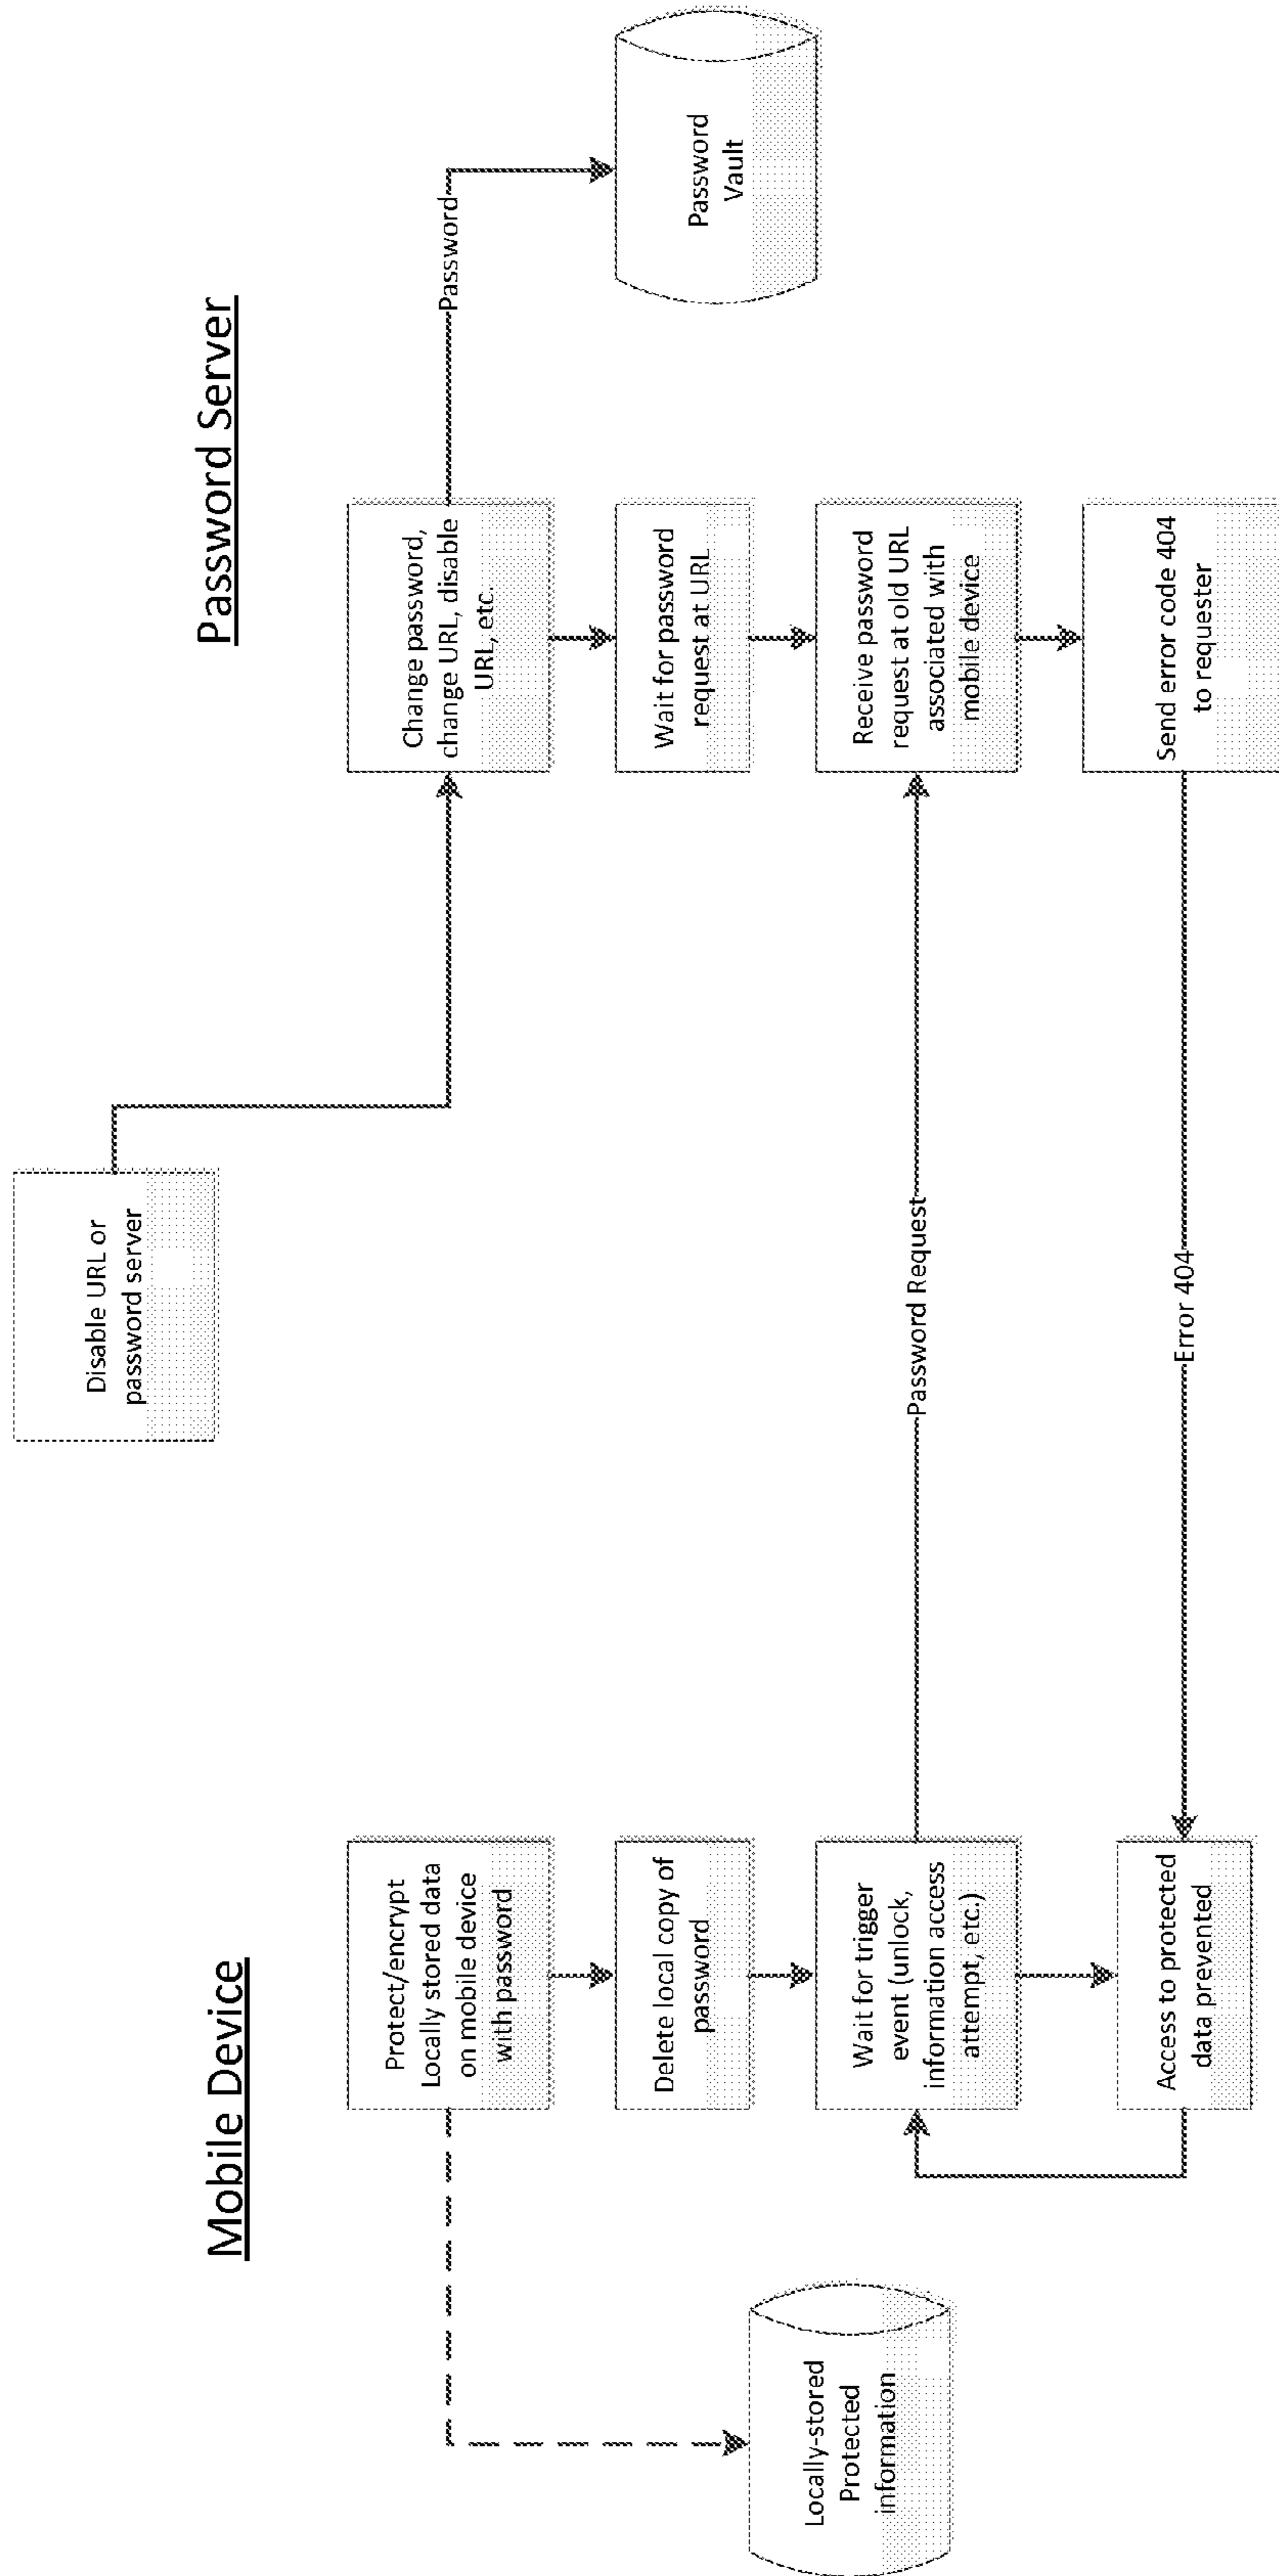 Mobile Device
Password Server
Disable URL or
password server
Protect/encrypt
Locally stored data
on mobile device
with password
Change password,
change URL, disable
URL, etc.
Password
Delete local copy of
password
Wait for password
request at URL
Password
Vault
Locally-stored
Protected
information
Wait for trigger
event (unlock,
information access
attempt, etc.)
Password Request
Receive password
request at old URL
associated with
mobile device
Access to protected
data prevented
Error 404
Send error code 404
to requester